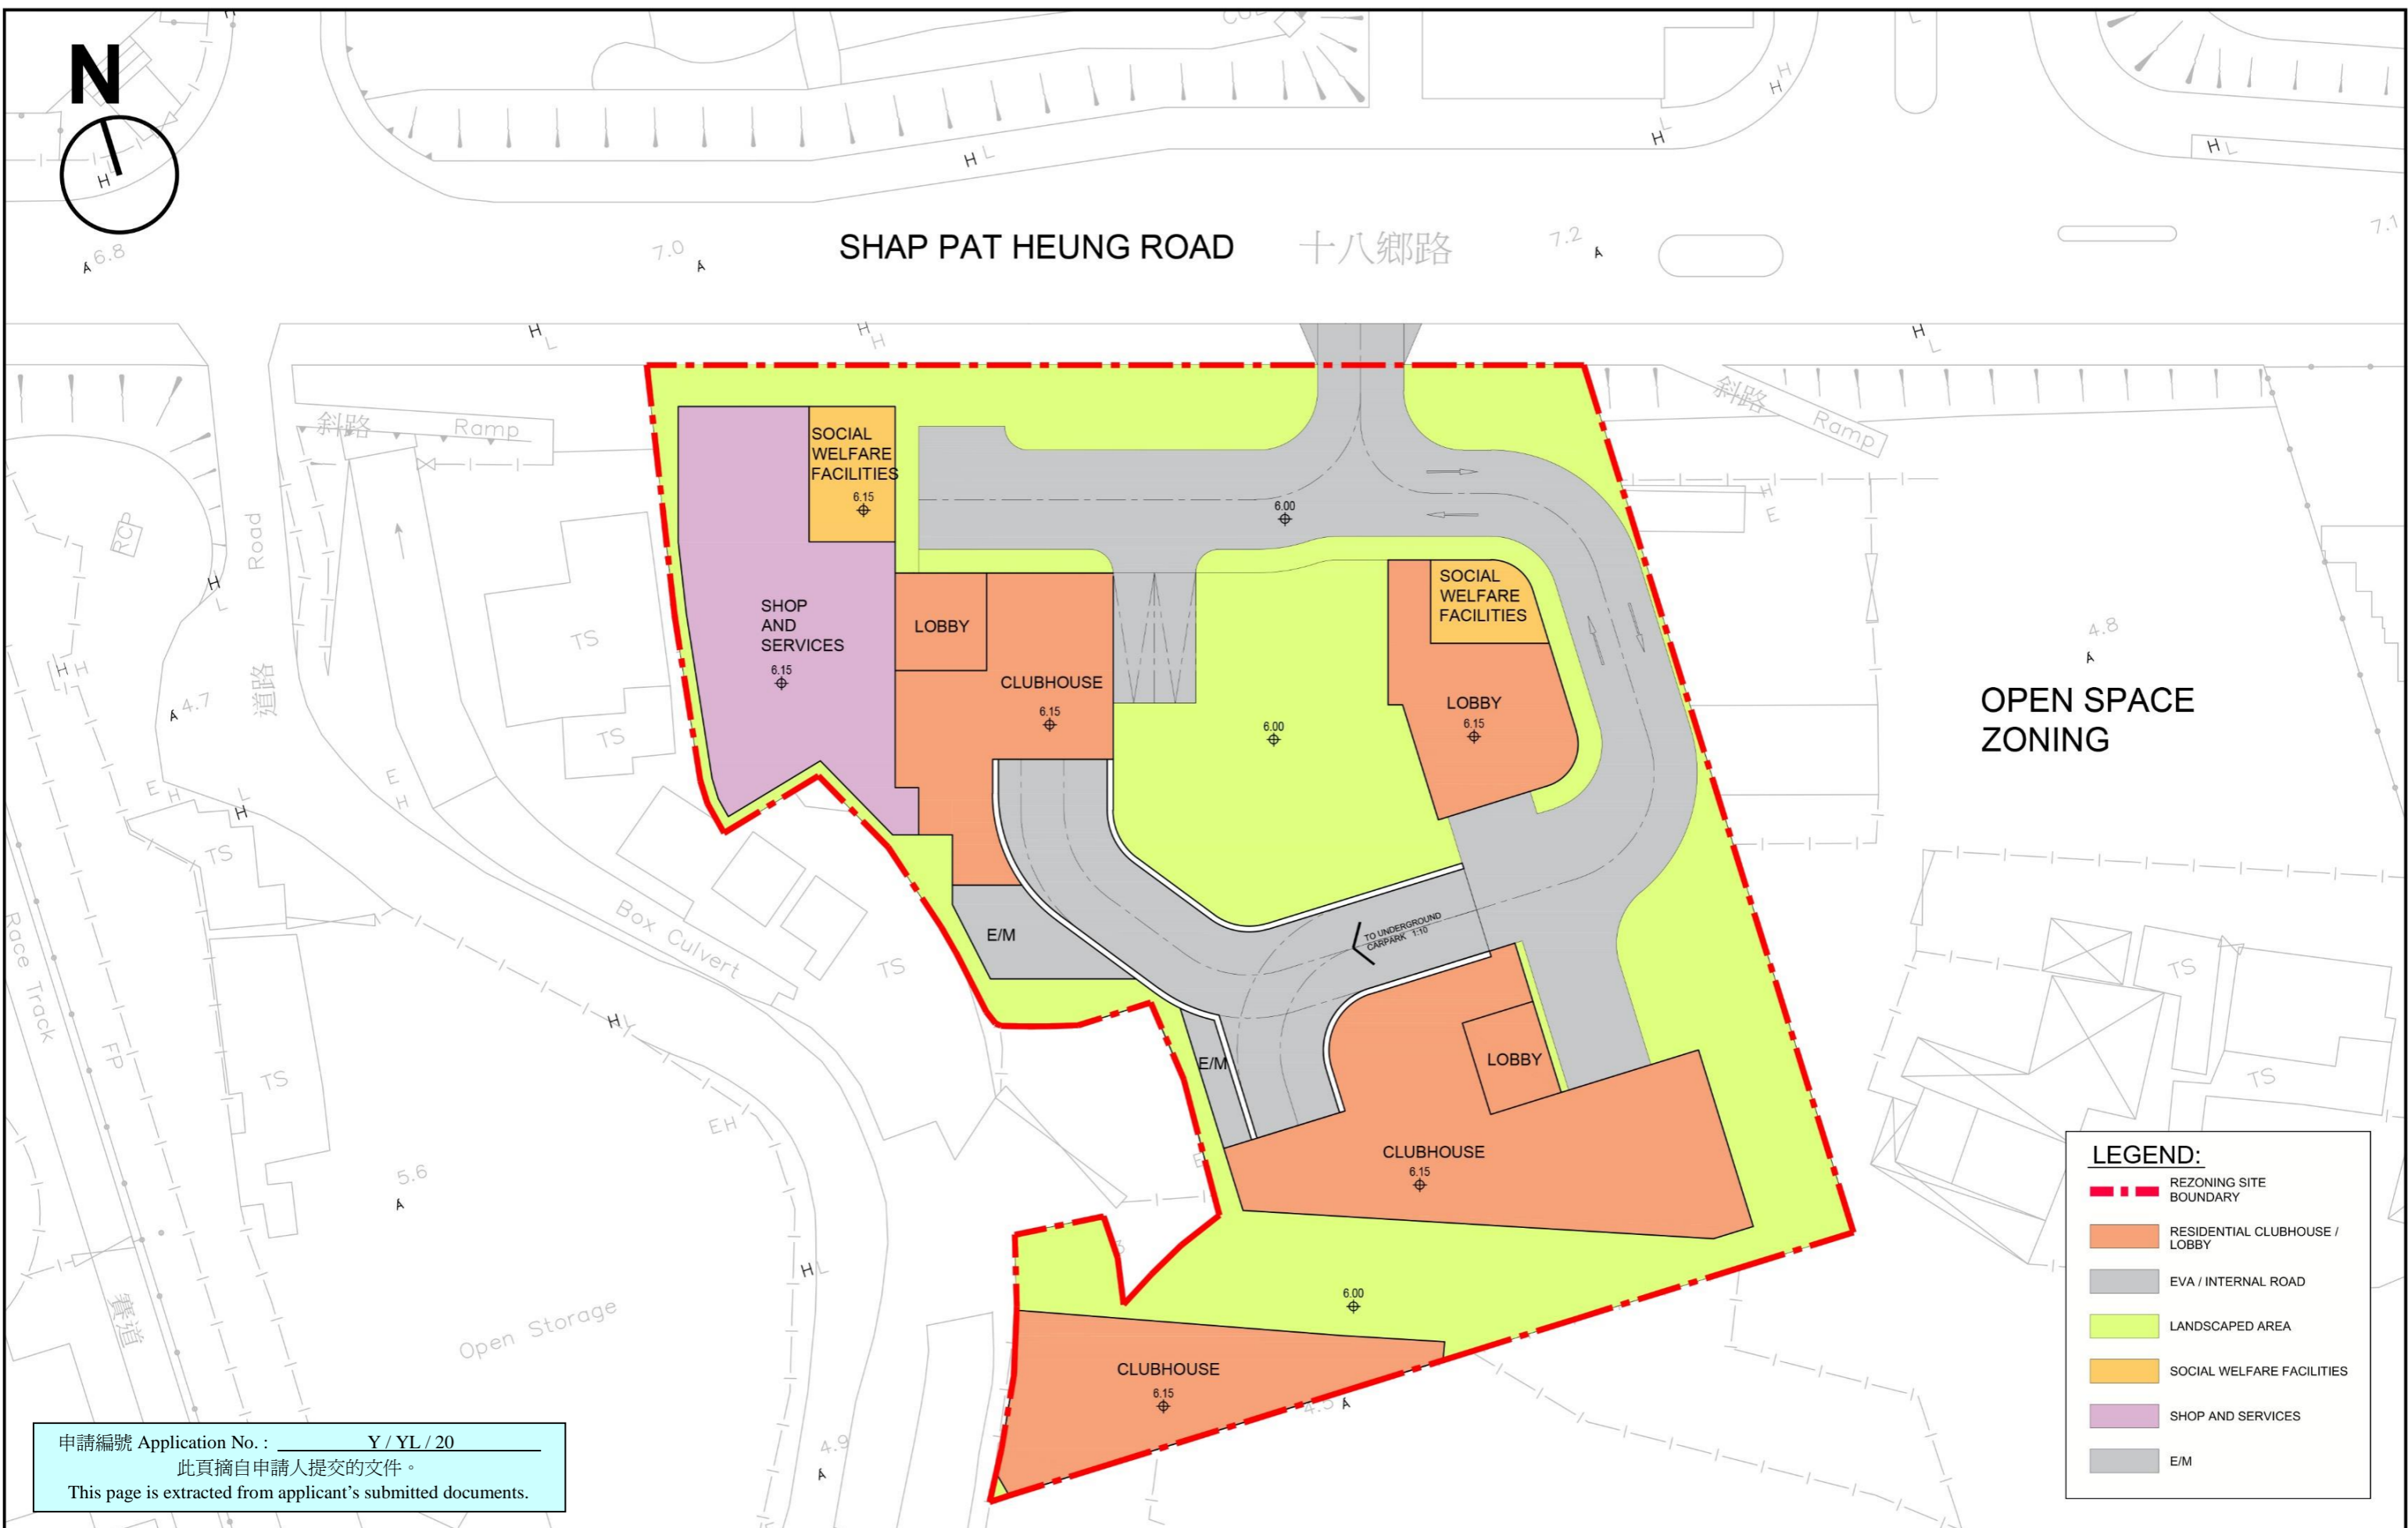 N
6.8
7.0
SHAP PAT HEUNG ROAD 十八鄉路
7.2
7.1
H L
H L
H
H L
H
H L
H H
H L
斜路 Ramp
斜路 Ramp
RCP
Road
道路
TS
TS
SOCIAL
WELFARE
FACILITIES
6.15
6.00
SHOP
AND
SERVICES
6.15
LOBBY
CLUBHOUSE
6.15
6.00
SOCIAL
WELFARE
FACILITIES
LOBBY
6.15
H E
4.8
OPEN SPACE
ZONING
4.7
E H
E H
H L
TS
Box Culvert
TS
E/M
TO UNDERGROUND
CARPARK 1:10
E/M
LOBBY
CLUBHOUSE
6.15
Race Track
FP
TS
EH
5.6
H L
H L
TS
TS
賽道
Open Storage
6.00
CLUBHOUSE
6.15
4.9
LEGEND:
REZONING SITE
BOUNDARY
RESIDENTIAL CLUBHOUSE /
LOBBY
EVA / INTERNAL ROAD
LANDSCAPED AREA
SOCIAL WELFARE FACILITIES
SHOP AND SERVICES
E/M
申請編號 Application No. : Y / YL / 20
此頁摘自申請人提交的文件。
This page is extracted from applicant's submitted documents.